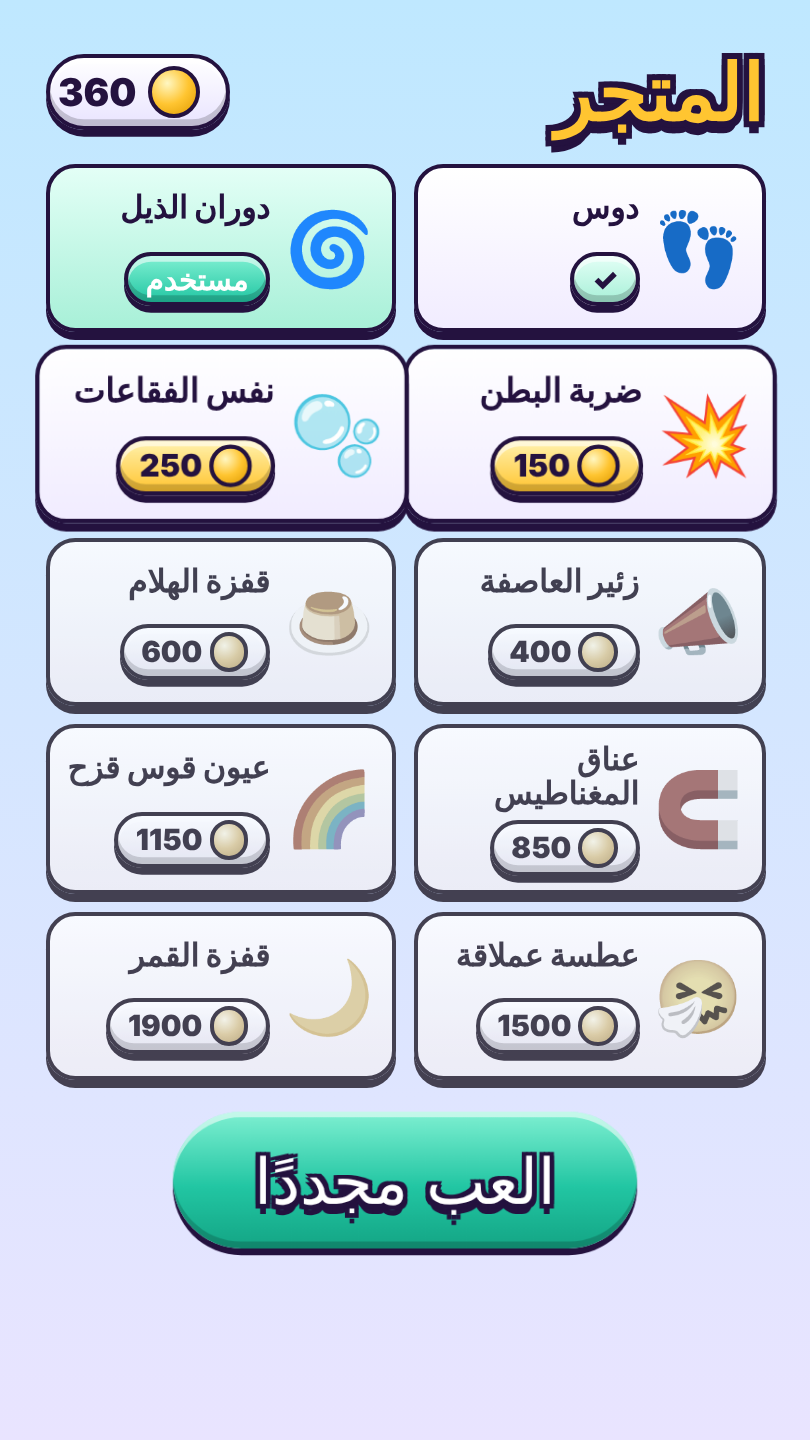 المتجر
360
دوس
✓
دوران الذيل
مستخدم
ضربة البطن
150
نفس الفقاعات
250
زئير العاصفة
400
قفزة الهلام
600
عناق
المغناطيس
850
عيون قوس قزح
1150
عطسة عملاقة
1500
قفزة القمر
1900
العب مجددًا